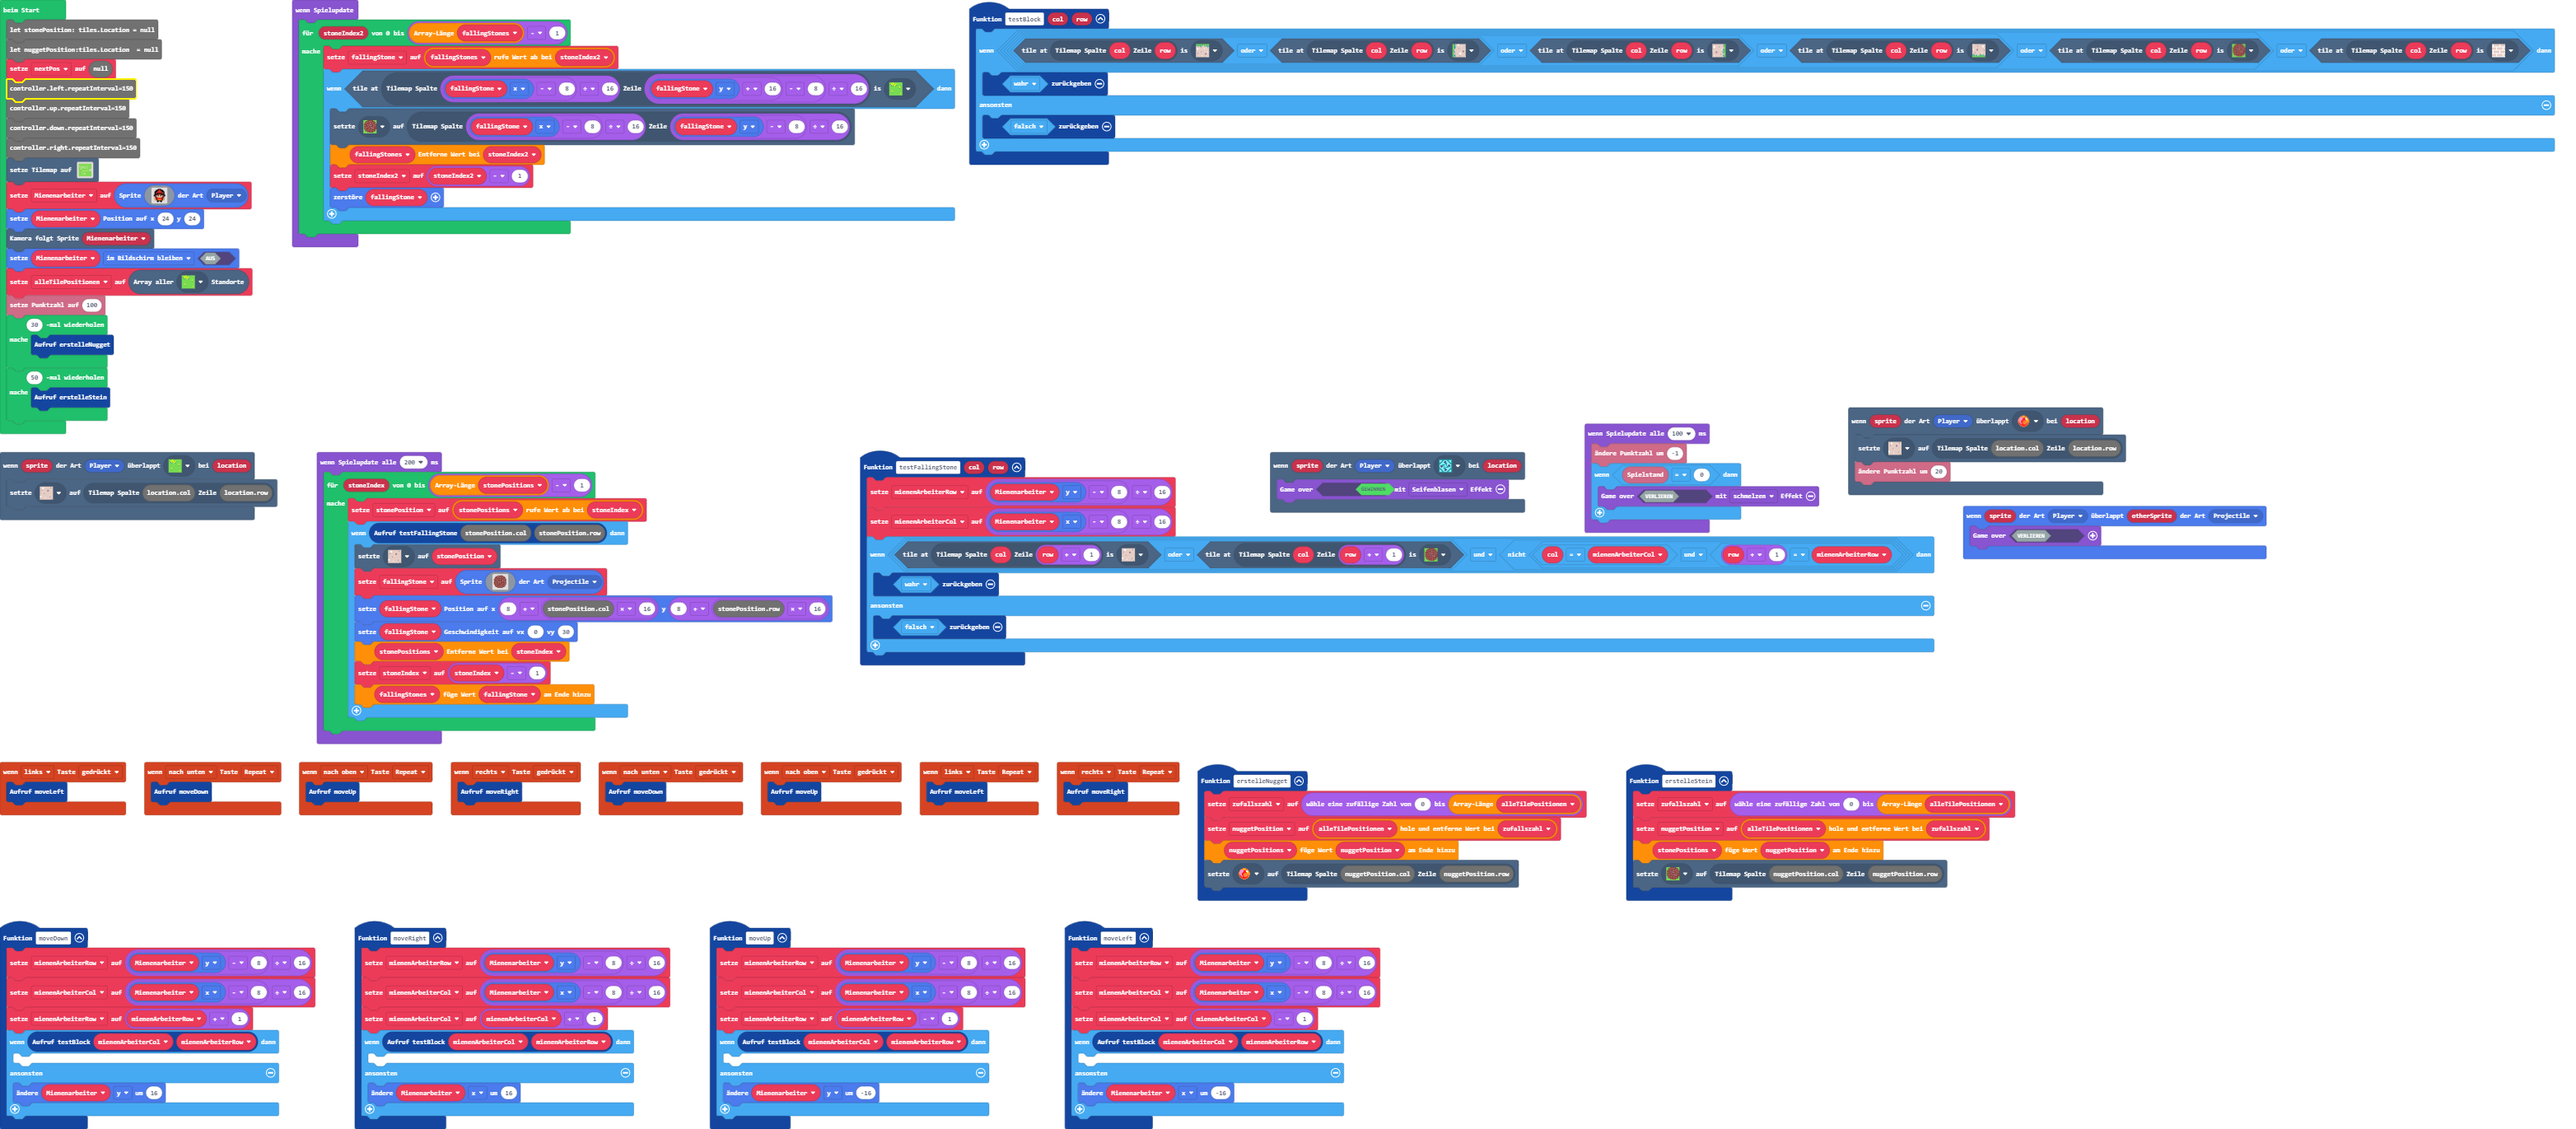 beim Start
let stonePosition: tiles.Location = null
let nuggetPosition:tiles.Location = null
setze nextPos auf null
controller.left.repeatInterval=150
controller.up.repeatInterval=150
controller.down.repeatInterval=150
controller.right.repeatInterval=150
setze Tilemap auf
setze Mienenarbeiter auf Sprite der Art Player
setze Mienenarbeiter Position auf x 24 y 24
Kamera folgt Sprite Mienenarbeiter
setze Mienenarbeiter im Bildschirm bleiben AUS
setze alleTilePositionen auf Array aller Standorte
setze Punktzahl auf 100
30 -mal wiederholen
mache Aufruf erstelleNugget
50 -mal wiederholen
mache Aufruf erstelleStein
wenn Spielupdate
für stoneIndex2 von 0 bis Array-Länge fallingStones - 1
mache setze fallingStone auf fallingStones rufe Wert ab bei stoneIndex2
wenn tile at Tilemap Spalte fallingStone x - 8 ÷ 16 Zeile fallingStone y + 16 - 8 ÷ 16 is dann
setzte auf Tilemap Spalte fallingStone x - 8 ÷ 16 Zeile fallingStone y - 8 ÷ 16
fallingStones Entferne Wert bei stoneIndex2
setze stoneIndex2 auf stoneIndex2 - 1
zerstöre fallingStone
Funktion testBlock col row
wenn tile at Tilemap Spalte col Zeile row is oder tile at Tilemap Spalte col Zeile row is oder tile at Tilemap Spalte col Zeile row is oder tile at Tilemap Spalte col Zeile row is oder tile at Tilemap Spalte col Zeile row is oder tile at Tilemap Spalte col Zeile row is dann
wahr zurückgeben
ansonsten
falsch zurückgeben
wenn sprite der Art Player überlappt bei location
setzte auf Tilemap Spalte location.col Zeile location.row
wenn Spielupdate alle 200 ms
für stoneIndex von 0 bis Array-Länge stonePositions - 1
mache setze stonePosition auf stonePositions rufe Wert ab bei stoneIndex
wenn Aufruf testFallingStone stonePosition.col stonePosition.row dann
setzte auf stonePosition
setze fallingStone auf Sprite der Art Projectile
setze fallingStone Position auf x 8 + stonePosition.col × 16 y 8 + stonePosition.row × 16
setze fallingStone Geschwindigkeit auf vx 0 vy 30
stonePositions Entferne Wert bei stoneIndex
setze stoneIndex auf stoneIndex - 1
fallingStones füge Wert fallingStone am Ende hinzu
Funktion testFallingStone col row
setze mienenArbeiterRow auf Mienenarbeiter y - 8 ÷ 16
setze mienenArbeiterCol auf Mienenarbeiter x - 8 ÷ 16
wenn tile at Tilemap Spalte col Zeile row + 1 is oder tile at Tilemap Spalte col Zeile row + 1 is und nicht col = mienenArbeiterCol und row + 1 = mienenArbeiterRow dann
wahr zurückgeben
ansonsten
falsch zurückgeben
wenn sprite der Art Player überlappt bei location
Game over GEWINNEN mit Seifenblasen Effekt
wenn Spielupdate alle 100 ms
ändere Punktzahl um -1
wenn Spielstand = 0 dann
Game over VERLIEREN mit schmelzen Effekt
wenn sprite der Art Player überlappt bei location
setzte auf Tilemap Spalte location.col Zeile location.row
ändere Punktzahl um 20
wenn sprite der Art Player überlappt otherSprite der Art Projectile
Game over VERLIEREN
wenn links Taste gedrückt
Aufruf moveLeft
wenn nach unten Taste Repeat
Aufruf moveDown
wenn nach oben Taste Repeat
Aufruf moveUp
wenn rechts Taste gedrückt
Aufruf moveRight
wenn nach unten Taste gedrückt
Aufruf moveDown
wenn nach oben Taste gedrückt
Aufruf moveUp
wenn links Taste Repeat
Aufruf moveLeft
wenn rechts Taste Repeat
Aufruf moveRight
Funktion erstelleNugget
setze zufallszahl auf wähle eine zufällige Zahl von 0 bis Array-Länge alleTilePositionen
setze nuggetPosition auf alleTilePositionen hole und entferne Wert bei zufallszahl
nuggetPositions füge Wert nuggetPosition am Ende hinzu
setzte auf Tilemap Spalte nuggetPosition.col Zeile nuggetPosition.row
Funktion erstelleStein
setze zufallszahl auf wähle eine zufällige Zahl von 0 bis Array-Länge alleTilePositionen
setze nuggetPosition auf alleTilePositionen hole und entferne Wert bei zufallszahl
stonePositions füge Wert nuggetPosition am Ende hinzu
setzte auf Tilemap Spalte nuggetPosition.col Zeile nuggetPosition.row
Funktion moveDown
setze mienenArbeiterRow auf Mienenarbeiter y - 8 ÷ 16
setze mienenArbeiterCol auf Mienenarbeiter x - 8 ÷ 16
setze mienenArbeiterRow auf mienenArbeiterRow + 1
wenn Aufruf testBlock mienenArbeiterCol mienenArbeiterRow dann
ansonsten
ändere Mienenarbeiter y um 16
Funktion moveRight
setze mienenArbeiterRow auf Mienenarbeiter y - 8 ÷ 16
setze mienenArbeiterCol auf Mienenarbeiter x - 8 ÷ 16
setze mienenArbeiterCol auf mienenArbeiterCol + 1
wenn Aufruf testBlock mienenArbeiterCol mienenArbeiterRow dann
ansonsten
ändere Mienenarbeiter x um 16
Funktion moveUp
setze mienenArbeiterRow auf Mienenarbeiter y - 8 ÷ 16
setze mienenArbeiterCol auf Mienenarbeiter x - 8 ÷ 16
setze mienenArbeiterRow auf mienenArbeiterRow - 1
wenn Aufruf testBlock mienenArbeiterCol mienenArbeiterRow dann
ansonsten
ändere Mienenarbeiter y um -16
Funktion moveLeft
setze mienenArbeiterRow auf Mienenarbeiter y - 8 ÷ 16
setze mienenArbeiterCol auf Mienenarbeiter x - 8 ÷ 16
setze mienenArbeiterCol auf mienenArbeiterCol - 1
wenn Aufruf testBlock mienenArbeiterCol mienenArbeiterRow dann
ansonsten
ändere Mienenarbeiter x um -16